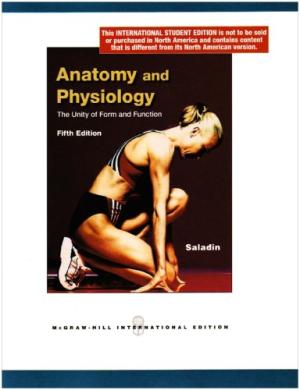 This INTERNATIONAL STUDENT EDITION is not to be sold
or purchased in North America and contains content
that is different from its North American version.
Anatomy and
Physiology
The Unity of Form and Function
Fifth Edition
Saladin
McGRAW-HILL INTERNATIONAL EDITION